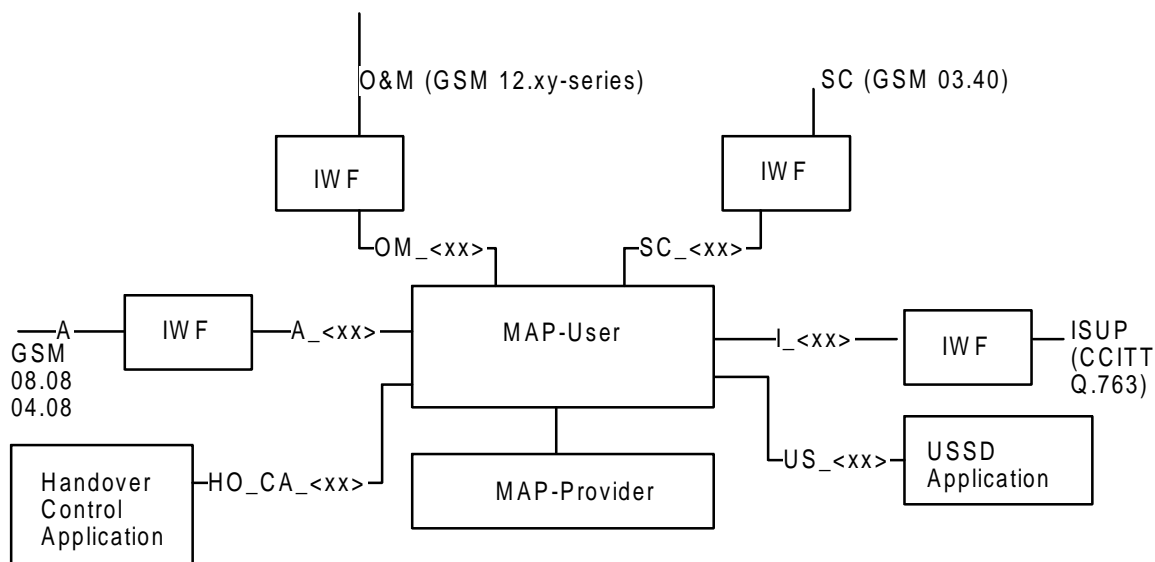 O&M (GSM 12.xy-series)
SC (GSM 03.40)
IWF
IWF
OM_<xx>
SC_<xx>
A
GSM
08.08
04.08
IWF
A_<xx>
MAP-User
I_<xx>
IWF
ISUP
(CCITT
Q.763)
Handover
Control
Application
HO_CA_<xx>
MAP-Provider
US_<xx>
USSD
Application